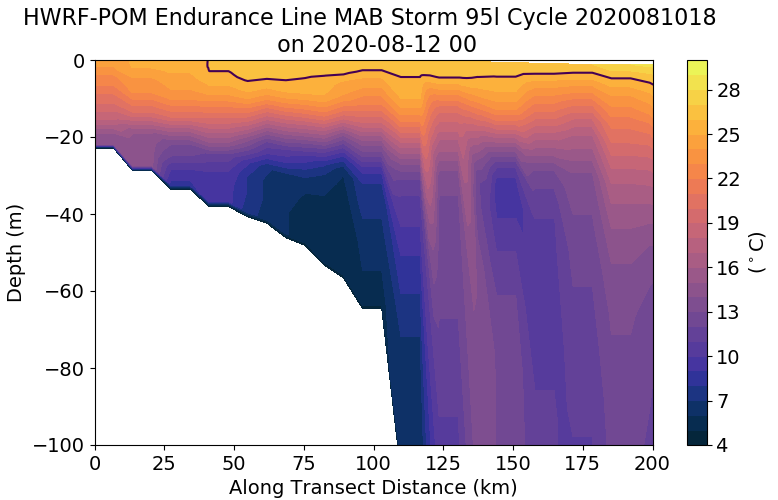 HWRF-POM Endurance Line MAB Storm 95l Cycle 2020081018
on 2020-08-12 00
0
−20
−40
−60
−80
−100
Depth (m)
0 25 50 75 100 125 150 175 200
Along Transect Distance (km)
28
25
22
19
16
13
10
7
4
(°C)